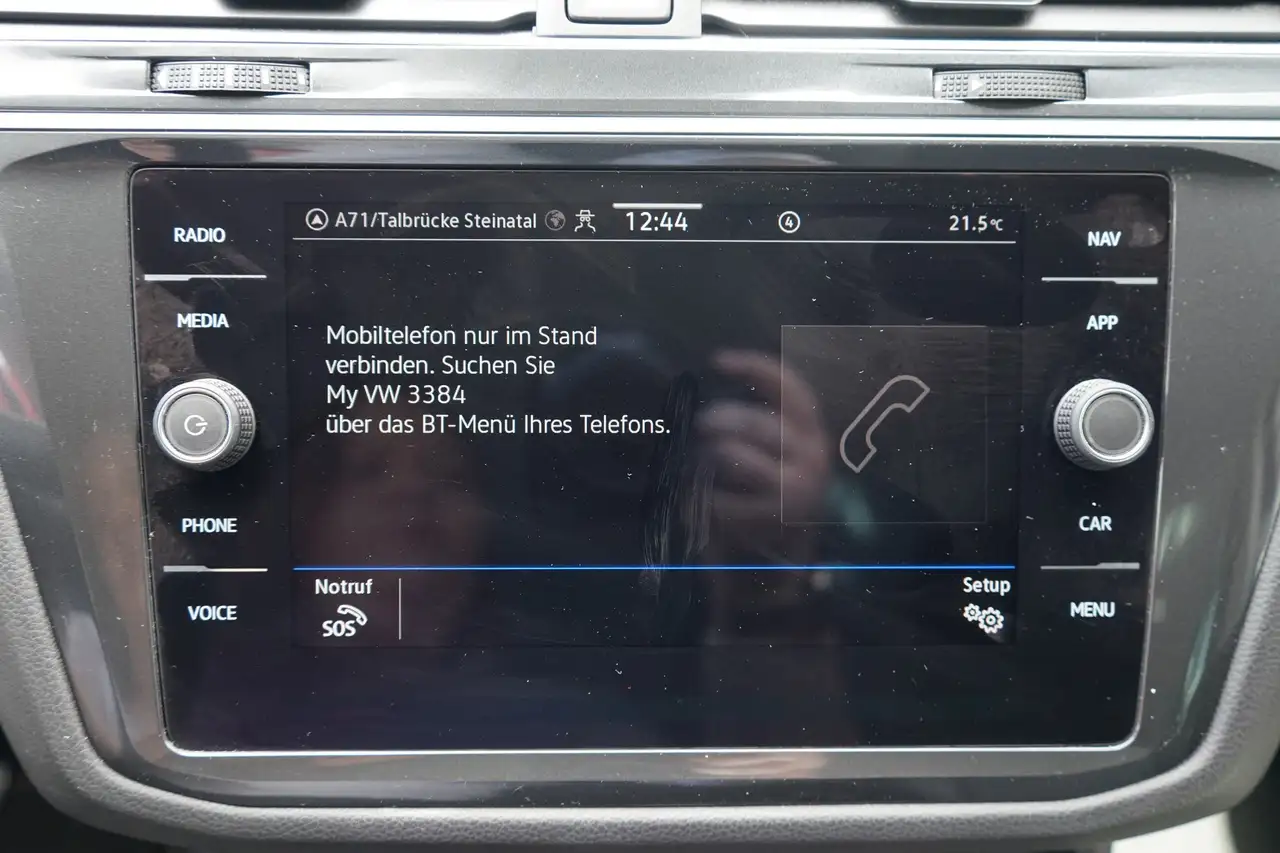 A71/Talbrücke Steinatal 12:44 4 21.5°C
RADIO
MEDIA
PHONE
VOICE
Mobiltelefon nur im Stand
verbinden. Suchen Sie
My VW 3384
über das BT-Menü Ihres Telefons.
Notruf
SOS
Setup
NAV
APP
CAR
MENU